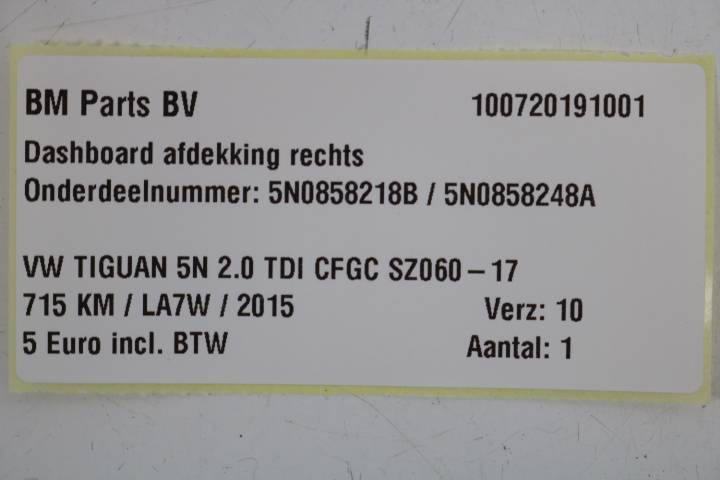 BM Parts BV 100720191001
Dashboard afdekking rechts
Onderdeelnummer: 5N0858218B / 5N0858248A
VW TIGUAN 5N 2.0 TDI CFGC SZ060 – 17
715 KM / LA7W / 2015 Verz: 10
5 Euro incl. BTW Aantal: 1